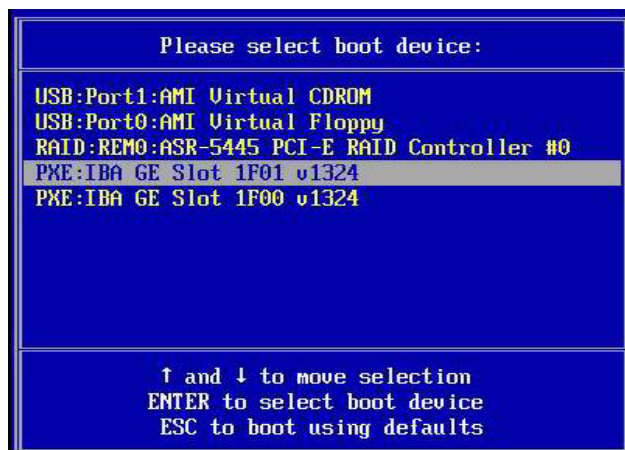 Please select boot device:
USB:Port1:AMI Virtual CDROM
USB:Port0:AMI Virtual Floppy
RAID:REM0:ASR-5445 PCI-E RAID Controller #0
PXE:IBA GE Slot 1F01 v1324
PXE:IBA GE Slot 1F00 v1324
↑ and ↓ to move selection
ENTER to select boot device
ESC to boot using defaults